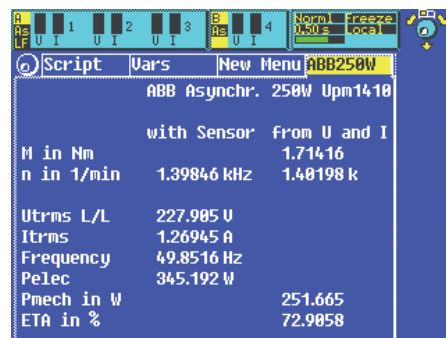 A 1 2 3 B 4 Norml Freeze
As As 0.50 s Local
LF U I U I U I U I
Script Vars New Menu ABB250W
ABB Asynchr. 250W Upm1410
with Sensor from U and I
M in Nm 1.71416
n in 1/min 1.39846 kHz 1.40198 k
Utrms L/L 227.905 V
Itrms 1.26945 A
Frequency 49.8516 Hz
Pelec 345.192 W
Pmech in W 251.665
ETA in % 72.9058